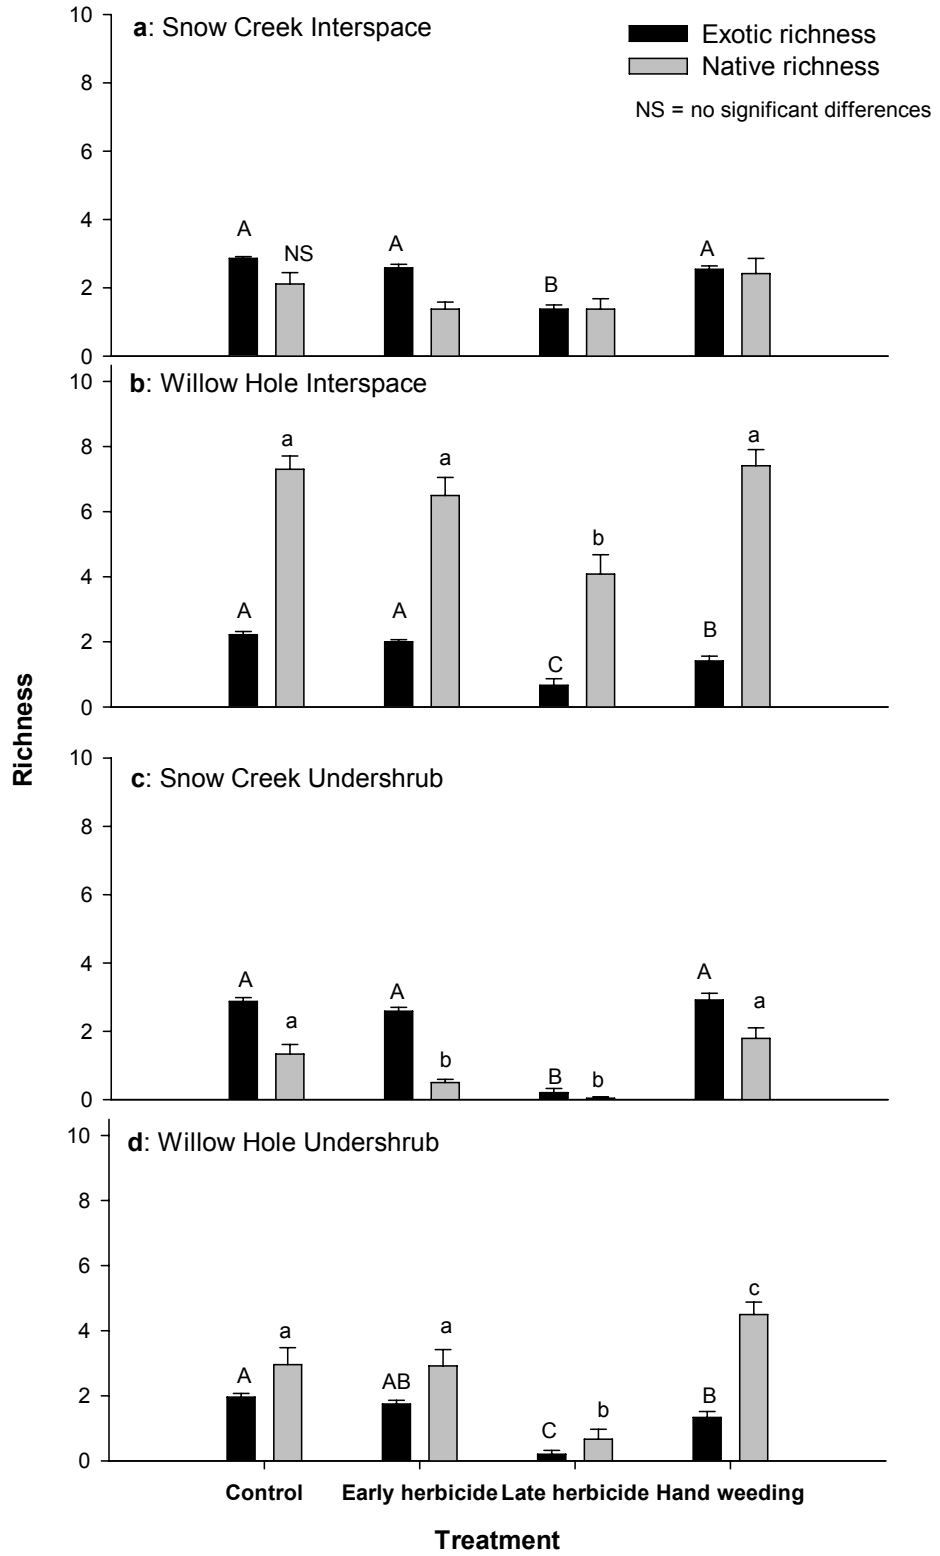 a: Snow Creek Interspace
Exotic richness
Native richness
NS = no significant differences
10
8
6
4
2
0
A
NS
A
B
A
b: Willow Hole Interspace
10
8
6
4
2
0
A
a
A
a
C
b
B
a
Richness
c: Snow Creek Undershrub
10
8
6
4
2
0
A
a
A
b
B
b
A
a
d: Willow Hole Undershrub
10
8
6
4
2
0
A
a
AB
a
C
b
B
c
Control Early herbicide Late herbicide Hand weeding
Treatment